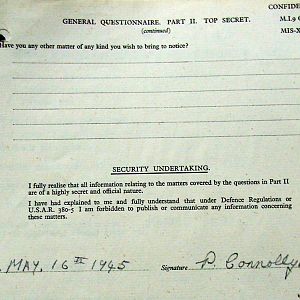 CONFIDE
GENERAL QUESTIONNAIRE. PART II. TOP SECRET.
M.I.9
(continued)
MIS-X
Have you any other matter of any kind you wish to bring to notice?
SECURITY UNDERTAKING.
I fully realise that all information relating to the matters covered by the questions in Part II
are of a highly secret and official nature.
I have had explained to me and fully understand that under Defence Regulations or
U.S.A.R. 380-5 I am forbidden to publish or communicate any information concerning
these matters.
MAY. 16th 1945 Signature P. Connolly